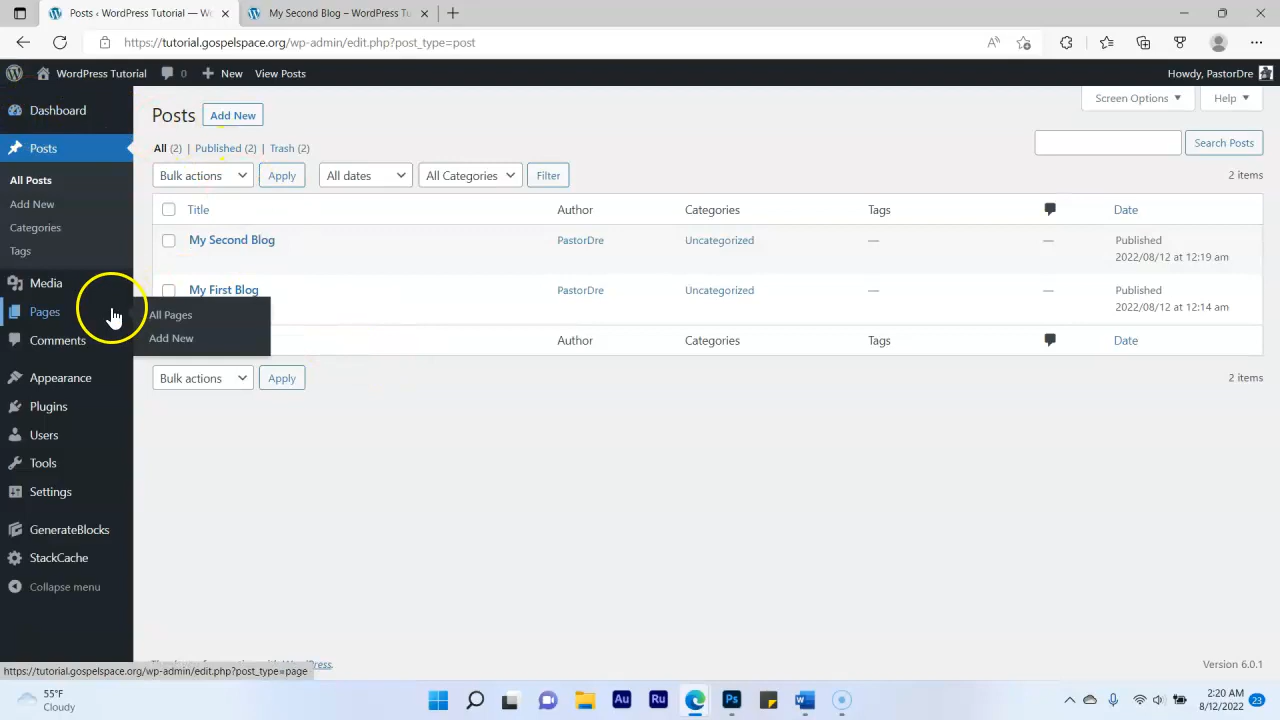 Posts ‹ WordPress Tutorial — Wo
My Second Blog – WordPress Tu
https://tutorial.gospelspace.org/wp-admin/edit.php?post_type=post
WordPress Tutorial
0
New
View Posts
Howdy, PastorDre
Dashboard
Posts
All Posts
Add New
Categories
Tags
Media
Pages
All Pages
Add New
Comments
Appearance
Plugins
Users
Tools
Settings
GenerateBlocks
StackCache
Collapse menu
Posts
Add New
Screen Options
Help
All (2) | Published (2) | Trash (2)
Search Posts
Bulk actions
Apply
All dates
All Categories
Filter
2 items
Title
Author
Categories
Tags
Date
My Second Blog
PastorDre
Uncategorized
—
—
Published
2022/08/12 at 12:19 am
My First Blog
PastorDre
Uncategorized
—
—
Published
2022/08/12 at 12:14 am
Author
Categories
Tags
Date
Bulk actions
Apply
2 items
Version 6.0.1
https://tutorial.gospelspace.org/wp-admin/edit.php?post_type=page
55°F
Cloudy
Au
Ru
Ps
2:20 AM
8/12/2022
23